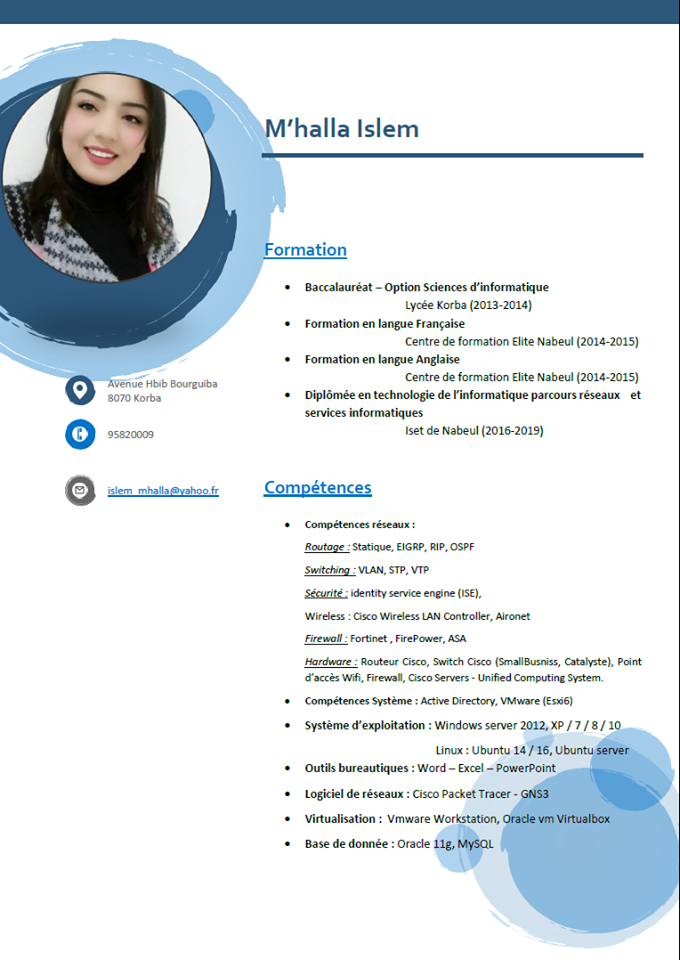 M'halla Islem
Formation
• Baccalauréat – Option Sciences d'informatique
Lycée Korba (2013-2014)
• Formation en langue Française
Centre de formation Elite Nabeul (2014-2015)
• Formation en langue Anglaise
Centre de formation Elite Nabeul (2014-2015)
• Diplômée en technologie de l'informatique parcours réseaux et
services informatiques
Iset de Nabeul (2016-2019)
Avenue Hbib Bourguiba
8070 Korba
95820009
islem_mhalla@yahoo.fr
Compétences
• Compétences réseaux :
Routage : Statique, EIGRP, RIP, OSPF
Switching : VLAN, STP, VTP
Sécurité : identity service engine (ISE),
Wireless : Cisco Wireless LAN Controller, Aironet
Firewall : Fortinet , FirePower, ASA
Hardware : Routeur Cisco, Switch Cisco (SmallBusniss, Catalyste), Point
d'accès Wifi, Firewall, Cisco Servers - Unified Computing System.
• Compétences Système : Active Directory, VMware (Esxi6)
• Système d'exploitation : Windows server 2012, XP / 7 / 8 / 10
Linux : Ubuntu 14 / 16, Ubuntu server
• Outils bureautiques : Word – Excel – PowerPoint
• Logiciel de réseaux : Cisco Packet Tracer - GNS3
• Virtualisation : Vmware Workstation, Oracle vm Virtualbox
• Base de donnée : Oracle 11g, MySQL